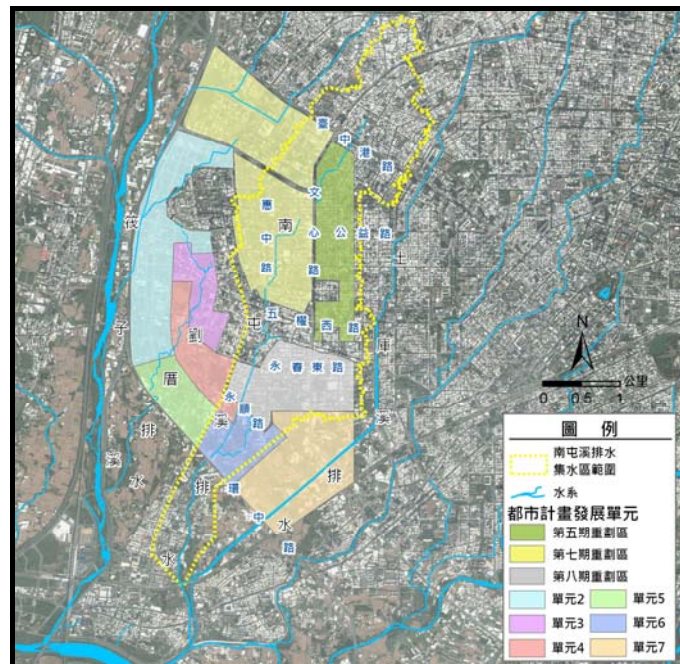 臺中港路
文心路
惠中路
公益路
五權西路
永春東路
永順路
環中路
南屯溪排水
土庫溪排水
劉厝排水
筏子溪
N
0 0.5 1 公里
圖 例
南屯溪排水
集水區範圍
水系
都市計畫發展單元
第五期重劃區
第七期重劃區
第八期重劃區
單元2
單元5
單元3
單元6
單元4
單元7